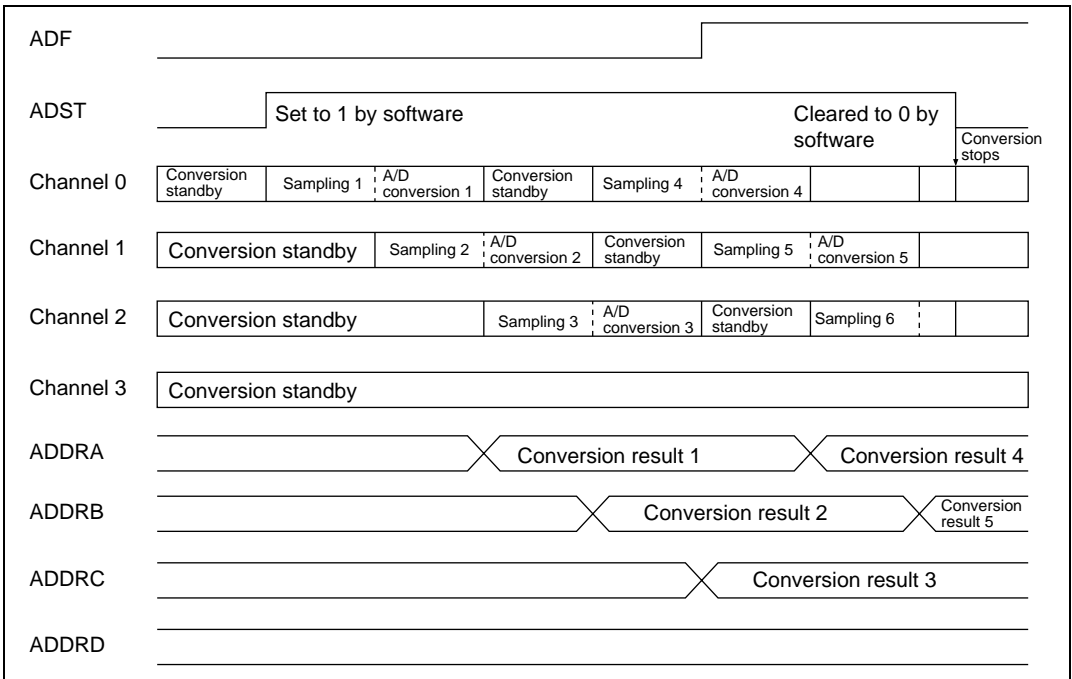 ADF
ADST
Set to 1 by software
Cleared to 0 by
software
Conversion
stops
Channel 0
Conversion
standby
Sampling 1
A/D
conversion 1
Conversion
standby
Sampling 4
A/D
conversion 4
Channel 1
Conversion standby
Sampling 2
A/D
conversion 2
Conversion
standby
Sampling 5
A/D
conversion 5
Channel 2
Conversion standby
Sampling 3
A/D
conversion 3
Conversion
standby
Sampling 6
Channel 3
Conversion standby
ADDRA
Conversion result 1
Conversion result 4
ADDRB
Conversion result 2
Conversion
result 5
ADDRC
Conversion result 3
ADDRD